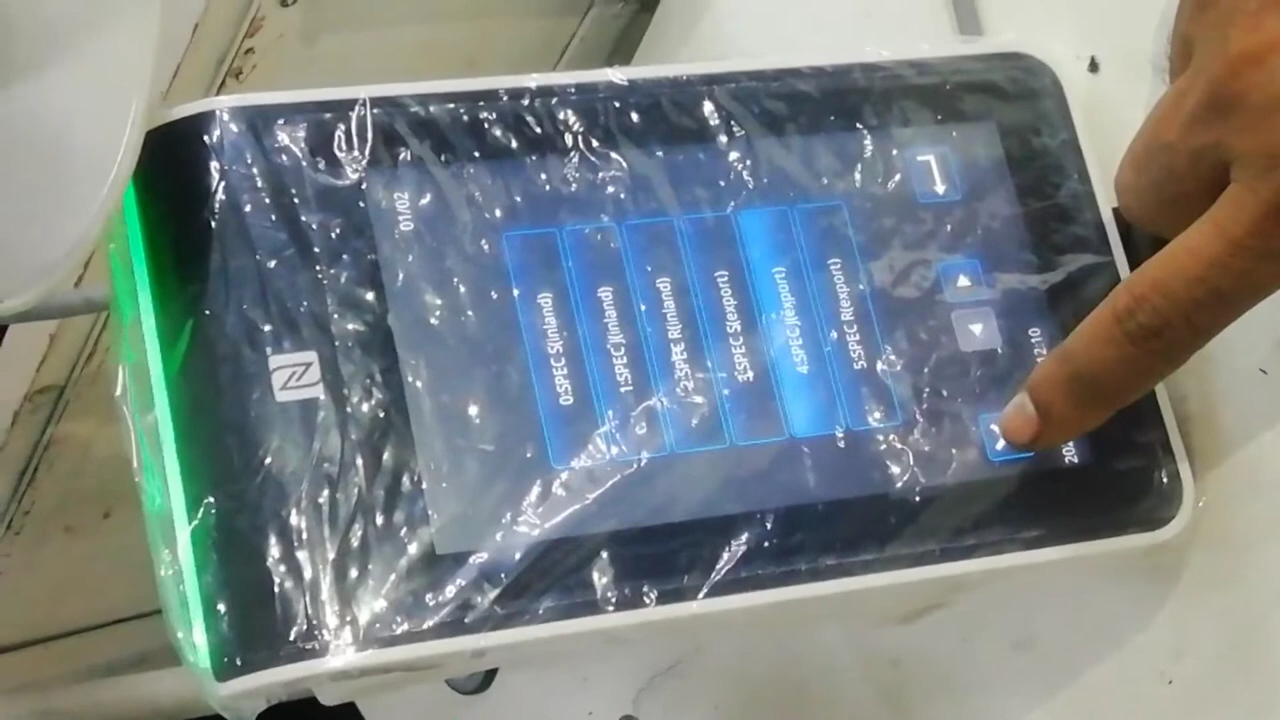 01/02
0:SPEC S(inland)
1:SPEC J(inland)
2:SPEC R(inland)
3:SPEC S(export)
4:SPEC J(export)
5:SPEC R(export)